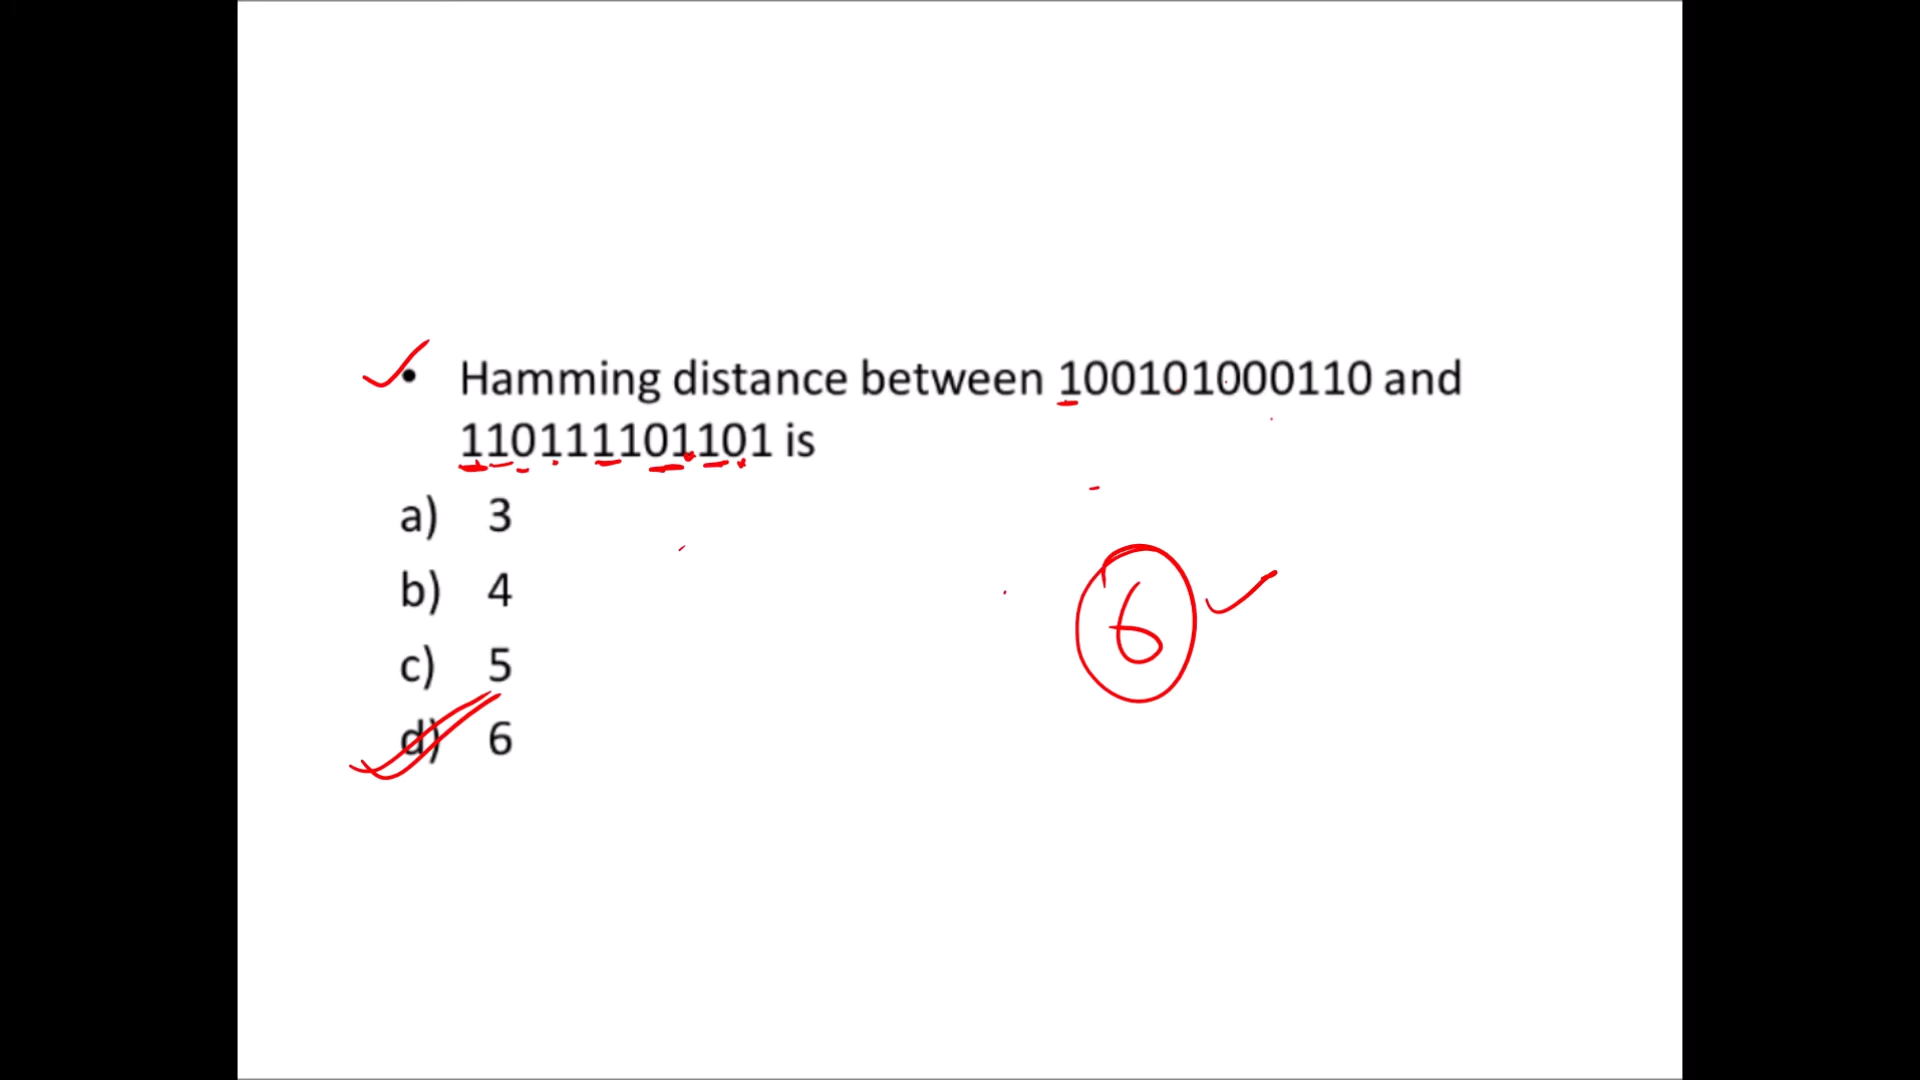 • Hamming distance between 100101000110 and
110111101101 is
a) 3
b) 4
c) 5
d) 6
6